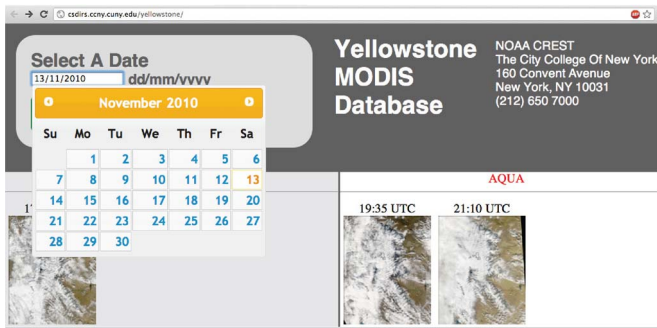 csdirs.ccny.cuny.edu/yellowstone/
Select A Date
13/11/2010 dd/mm/yyyy
November 2010
Su Mo Tu We Th Fr Sa
1 2 3 4 5 6
7 8 9 10 11 12 13
14 15 16 17 18 19 20
21 22 23 24 25 26 27
28 29 30
Yellowstone
MODIS
Database
NOAA CREST
The City College Of New York
160 Convent Avenue
New York, NY 10031
(212) 650 7000
AQUA
19:35 UTC 21:10 UTC